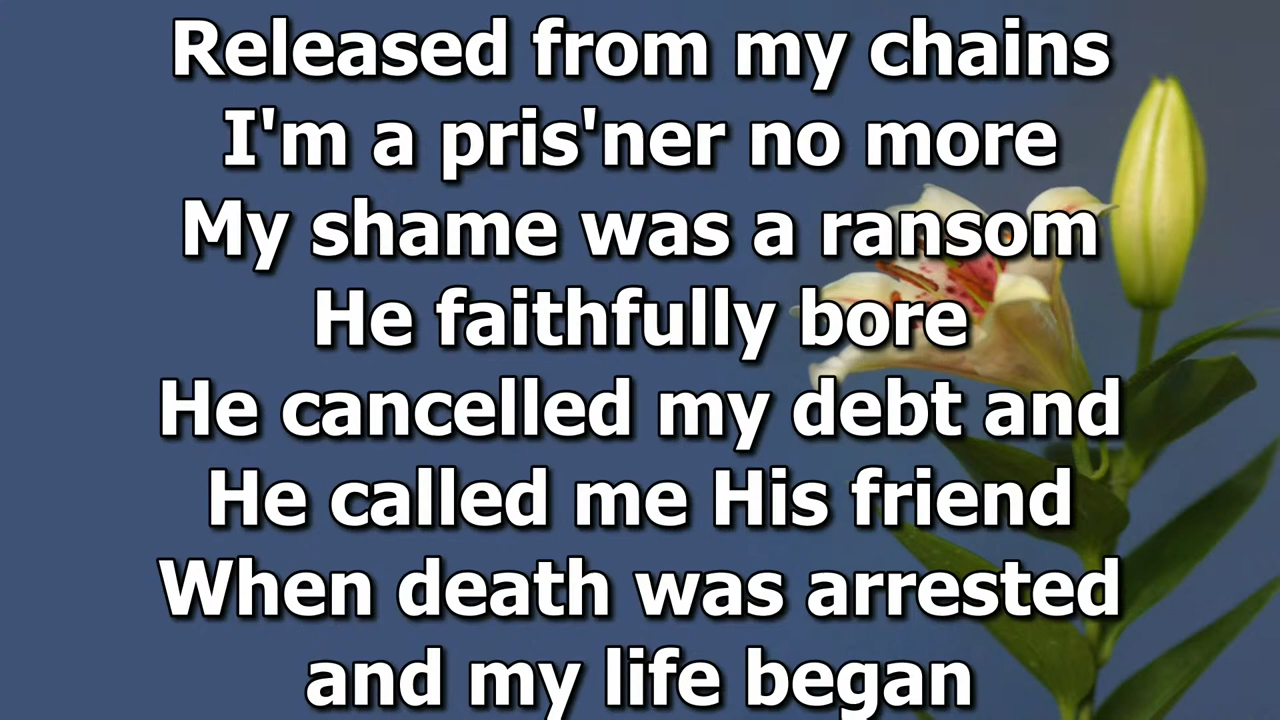 Released from my chains
I'm a pris'ner no more
My shame was a ransom
He faithfully bore
He cancelled my debt and
He called me His friend
When death was arrested
and my life began